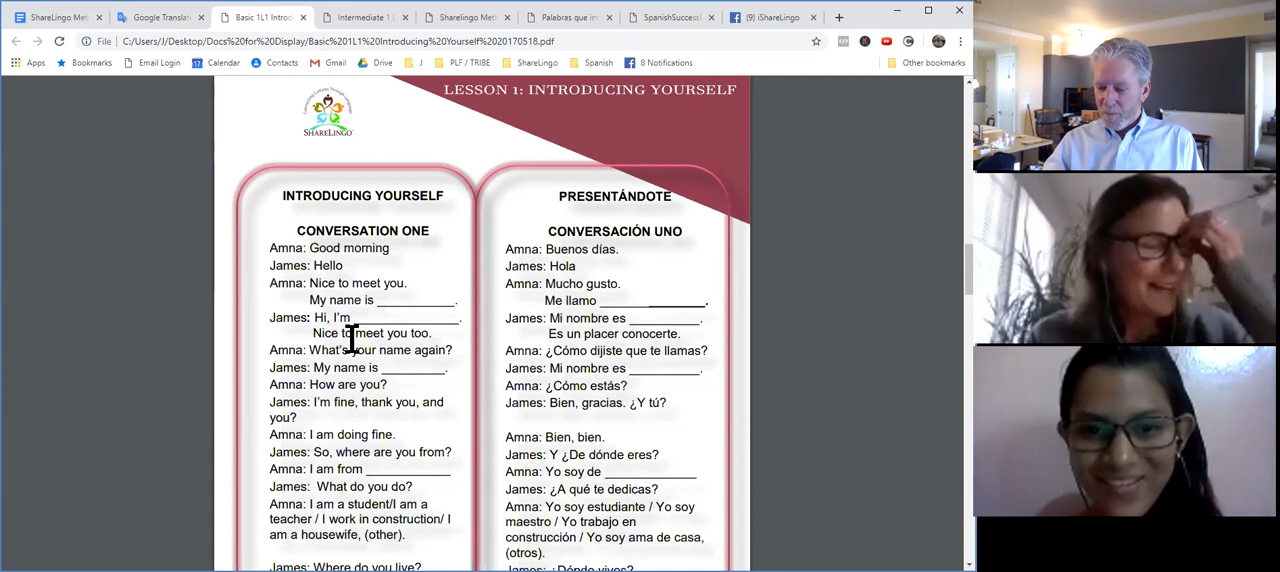 ShareLingo Met
Google Translat
Basic 1L1 Introd
Intermediate 1 L
Sharelingo Met
Palabras que im
SpanishSuccess
(9) iShareLingo
File
C:/Users/J/Desktop/Docs%20for%20Display/Basic%201L1%20Introducing%20Yourself%2020170518.pdf
Apps
Bookmarks
Email Login
Calendar
Contacts
Gmail
Drive
J
PLF / TRIBE
ShareLingo
Spanish
8 Notifications
Other bookmarks
LESSON 1: INTRODUCING YOURSELF
SHARELINGO
INTRODUCING YOURSELF
CONVERSATION ONE
Amna: Good morning
James: Hello
Amna: Nice to meet you.
My name is ___________.
James: Hi, I'm _______________.
Nice to meet you too.
Amna: What's your name again?
James: My name is _________.
Amna: How are you?
James: I'm fine, thank you, and
you?
Amna: I am doing fine.
James: So, where are you from?
Amna: I am from ____________
James: What do you do?
Amna: I am a student/I am a
teacher / I work in construction/ I
am a housewife, (other).
James: Where do you live?
PRESENTÁNDOTE
CONVERSACIÓN UNO
Amna: Buenos días.
James: Hola
Amna: Mucho gusto.
Me llamo _______________.
James: Mi nombre es __________.
Es un placer conocerte.
Amna: ¿Cómo dijiste que te llamas?
James: Mi nombre es __________.
Amna: ¿Cómo estás?
James: Bien, gracias. ¿Y tú?
Amna: Bien, bien.
James: Y ¿De dónde eres?
Amna: Yo soy de _____________
James: ¿A qué te dedicas?
Amna: Yo soy estudiante / Yo soy
maestro / Yo trabajo en
construcción / Yo soy ama de casa,
(otros).
James: ¿Dónde vives?